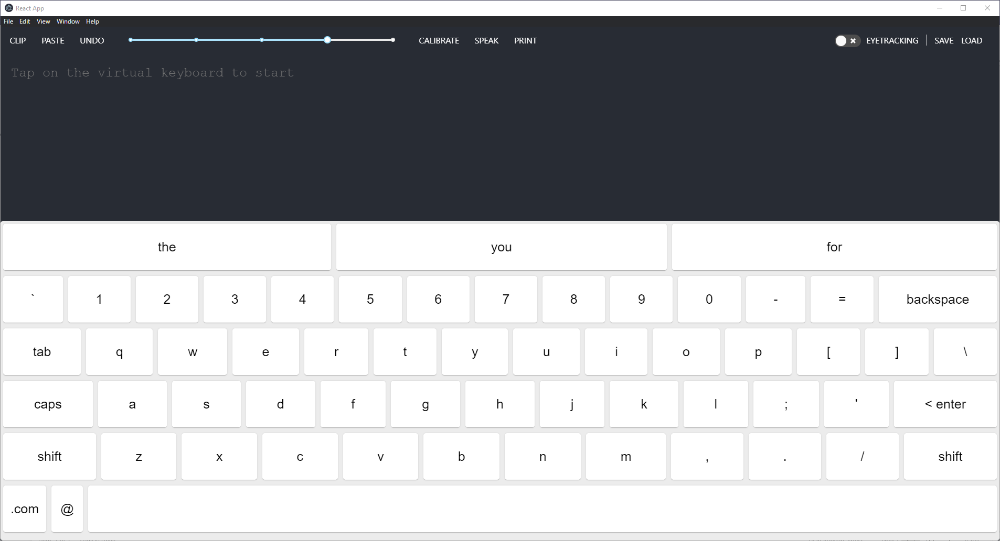 React App
File Edit View Window Help
CLIP PASTE UNDO CALIBRATE SPEAK PRINT EYETRACKING SAVE LOAD
Tap on the virtual keyboard to start
the you for
` 1 2 3 4 5 6 7 8 9 0 - = backspace
tab q w e r t y u i o p [ ] \
caps a s d f g h j k l ; ' < enter
shift z x c v b n m , . / shift
.com @